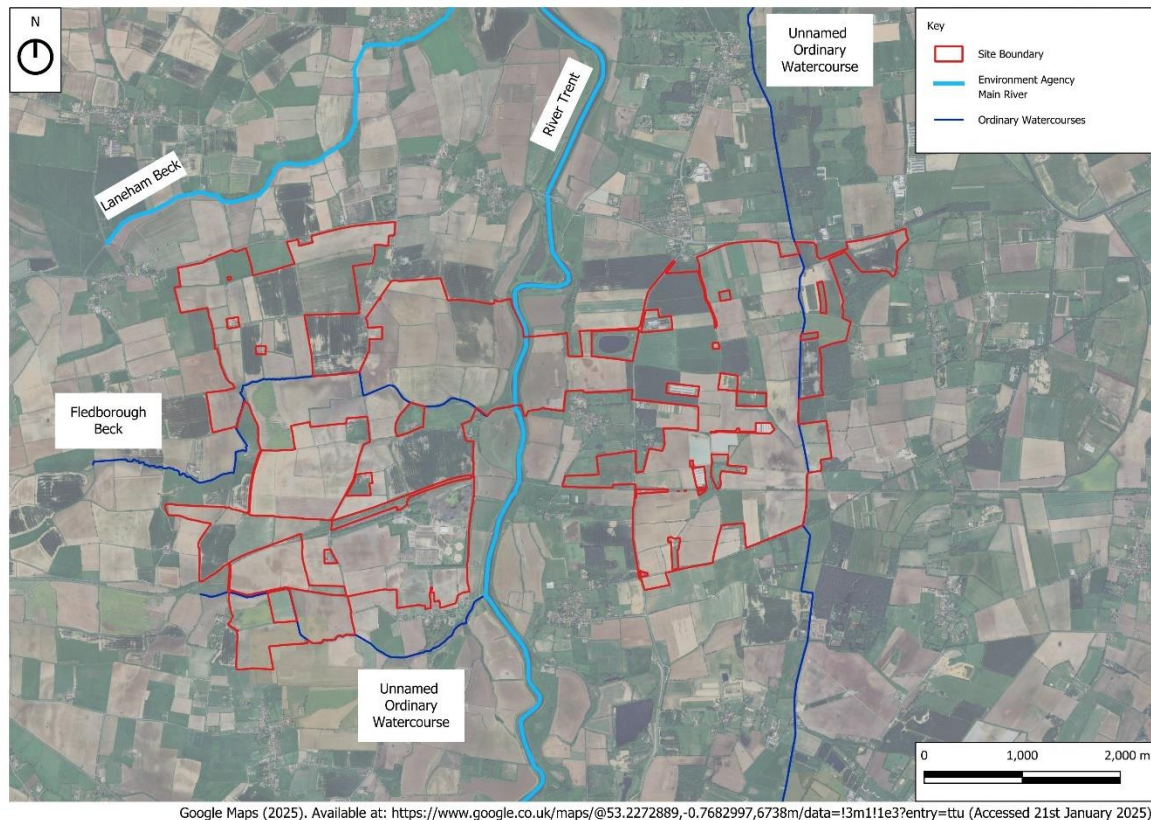 N
Unnamed
Ordinary
Watercourse
Key
Site Boundary
Environment Agency
Main River
Ordinary Watercourses
River Trent
Laneham Beck
Fledborough
Beck
Unnamed
Ordinary
Watercourse
0 1,000 2,000 m
Google Maps (2025). Available at: https://www.google.co.uk/maps/@53.2272889,-0.7682997,6738m/data=!3m1!1e3?entry=ttu (Accessed 21st January 2025)